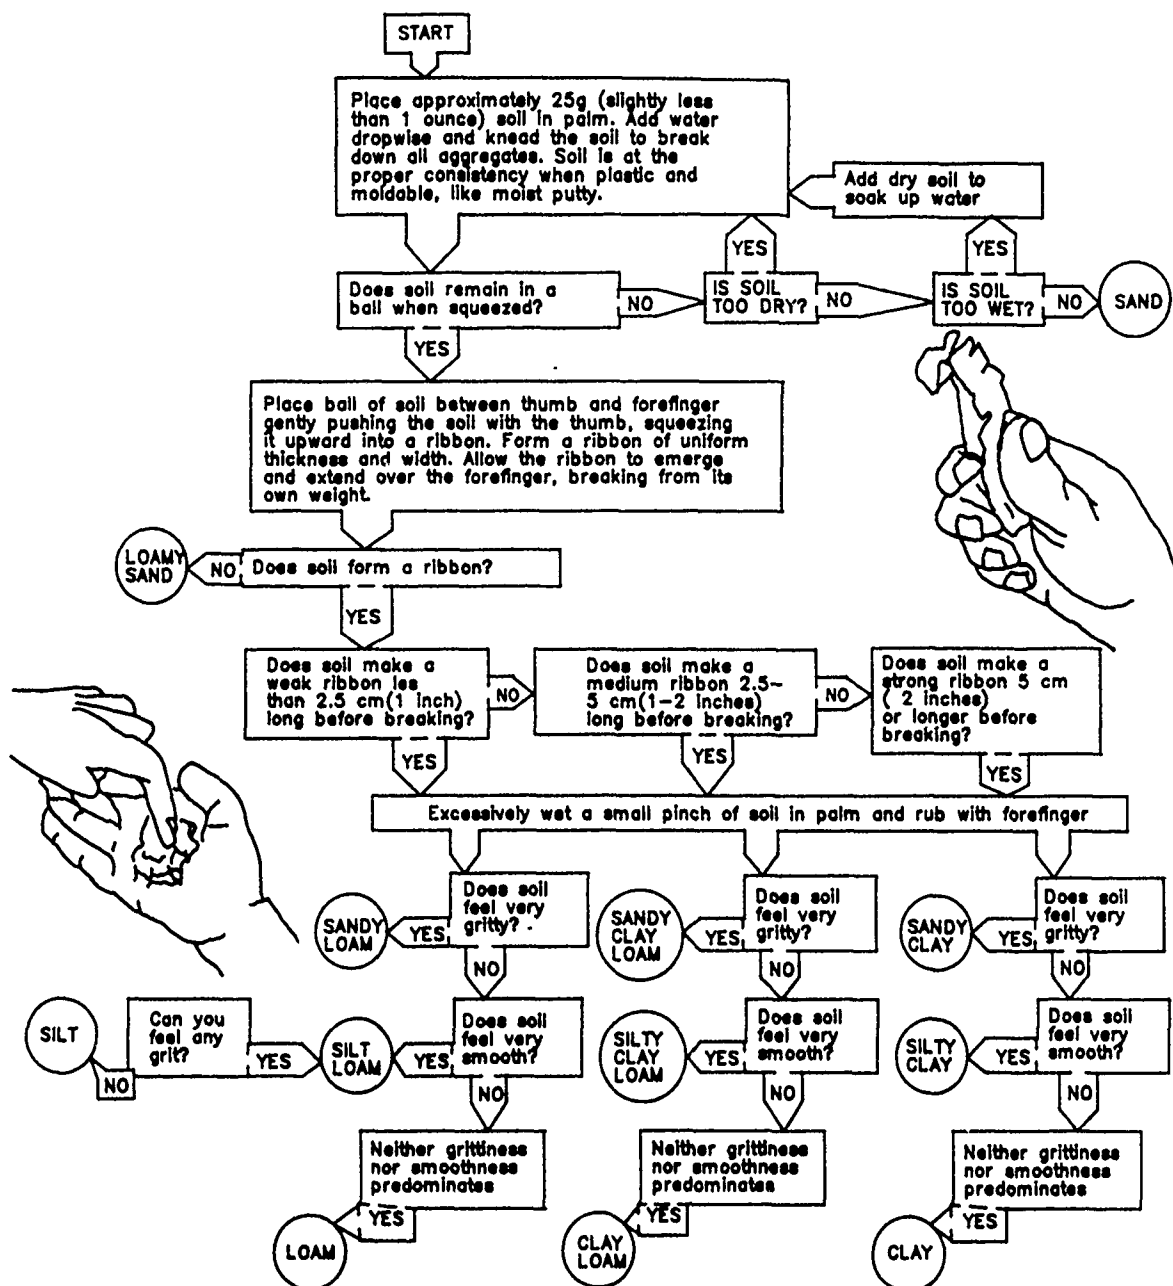 START
Place approximately 25g (slightly less
than 1 ounce) soil in palm. Add water
dropwise and knead the soil to break
down all aggregates. Soil is at the
proper consistency when plastic and
moldable, like moist putty.
Add dry soil to
soak up water
YES
YES
Does soil remain in a
ball when squeezed?
NO
IS SOIL
TOO DRY?
NO
IS SOIL
TOO WET?
NO
SAND
YES
Place ball of soil between thumb and forefinger
gently pushing the soil with the thumb, squeezing
it upward into a ribbon. Form a ribbon of uniform
thickness and width. Allow the ribbon to emerge
and extend over the forefinger, breaking from its
own weight.
LOAMY
SAND
NO
Does soil form a ribbon?
YES
Does soil make a
weak ribbon les
than 2.5 cm(1 inch)
long before breaking?
NO
Does soil make a
medium ribbon 2.5-
5 cm(1-2 inches)
long before breaking?
NO
Does soil make a
strong ribbon 5 cm
( 2 inches)
or longer before
breaking?
YES
YES
YES
Excessively wet a small pinch of soil in palm and rub with forefinger
SANDY
LOAM
YES
Does soil
feel very
gritty?
SANDY
CLAY
LOAM
YES
Does soil
feel very
gritty?
SANDY
CLAY
YES
Does soil
feel very
gritty?
NO
NO
NO
SILT
NO
Can you
feel any
grit?
YES
SILT
LOAM
YES
Does soil
feel very
smooth?
SILTY
CLAY
LOAM
YES
Does soil
feel very
smooth?
SILTY
CLAY
YES
Does soil
feel very
smooth?
NO
NO
NO
Neither grittiness
nor smoothness
predominates
Neither grittiness
nor smoothness
predominates
Neither grittiness
nor smoothness
predominates
YES
YES
YES
LOAM
CLAY
LOAM
CLAY